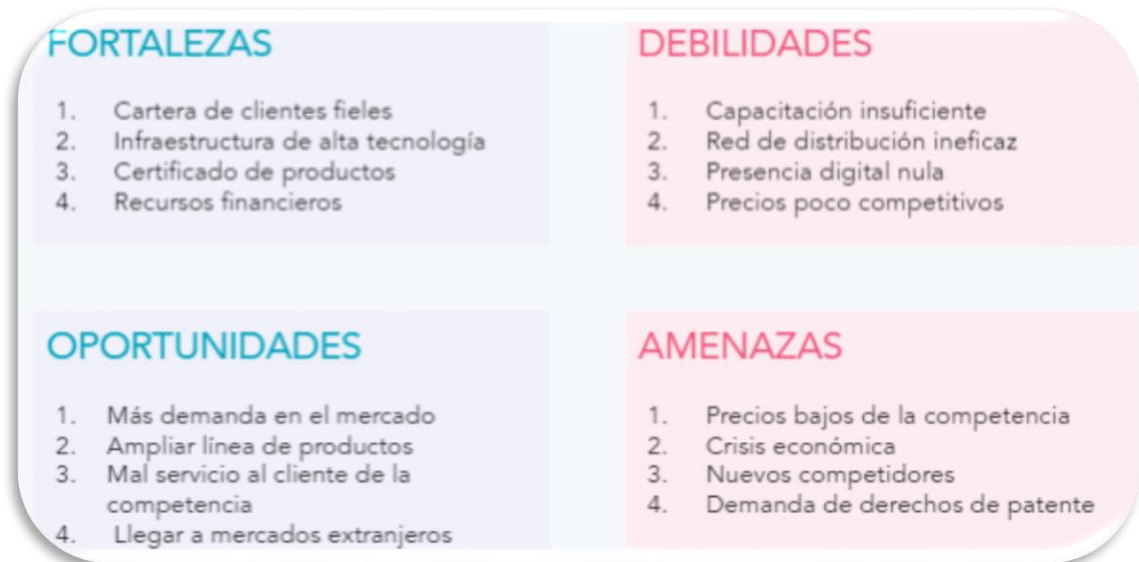 FORTALEZAS
1. Cartera de clientes fieles
2. Infraestructura de alta tecnología
3. Certificado de productos
4. Recursos financieros
DEBILIDADES
1. Capacitación insuficiente
2. Red de distribución ineficaz
3. Presencia digital nula
4. Precios poco competitivos
OPORTUNIDADES
1. Más demanda en el mercado
2. Ampliar línea de productos
3. Mal servicio al cliente de la
competencia
4. Llegar a mercados extranjeros
AMENAZAS
1. Precios bajos de la competencia
2. Crisis económica
3. Nuevos competidores
4. Demanda de derechos de patente